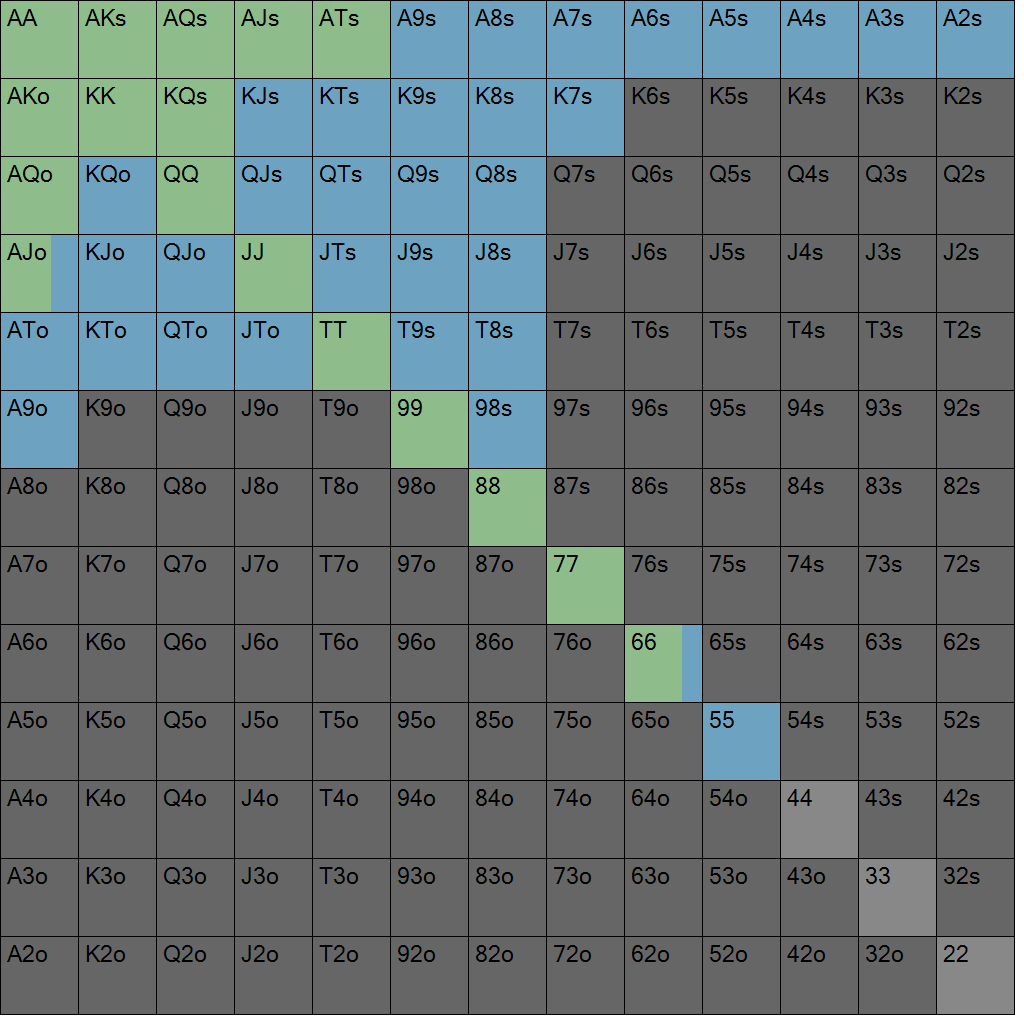 AA AKs AQs AJs ATs A9s A8s A7s A6s A5s A4s A3s A2s
AKo KK KQs KJs KTs K9s K8s K7s K6s K5s K4s K3s K2s
AQo KQo QQ QJs QTs Q9s Q8s Q7s Q6s Q5s Q4s Q3s Q2s
AJo KJo QJo JJ JTs J9s J8s J7s J6s J5s J4s J3s J2s
ATo KTo QTo JTo TT T9s T8s T7s T6s T5s T4s T3s T2s
A9o K9o Q9o J9o T9o 99 98s 97s 96s 95s 94s 93s 92s
A8o K8o Q8o J8o T8o 98o 88 87s 86s 85s 84s 83s 82s
A7o K7o Q7o J7o T7o 97o 87o 77 76s 75s 74s 73s 72s
A6o K6o Q6o J6o T6o 96o 86o 76o 66 65s 64s 63s 62s
A5o K5o Q5o J5o T5o 95o 85o 75o 65o 55 54s 53s 52s
A4o K4o Q4o J4o T4o 94o 84o 74o 64o 54o 44 43s 42s
A3o K3o Q3o J3o T3o 93o 83o 73o 63o 53o 43o 33 32s
A2o K2o Q2o J2o T2o 92o 82o 72o 62o 52o 42o 32o 22